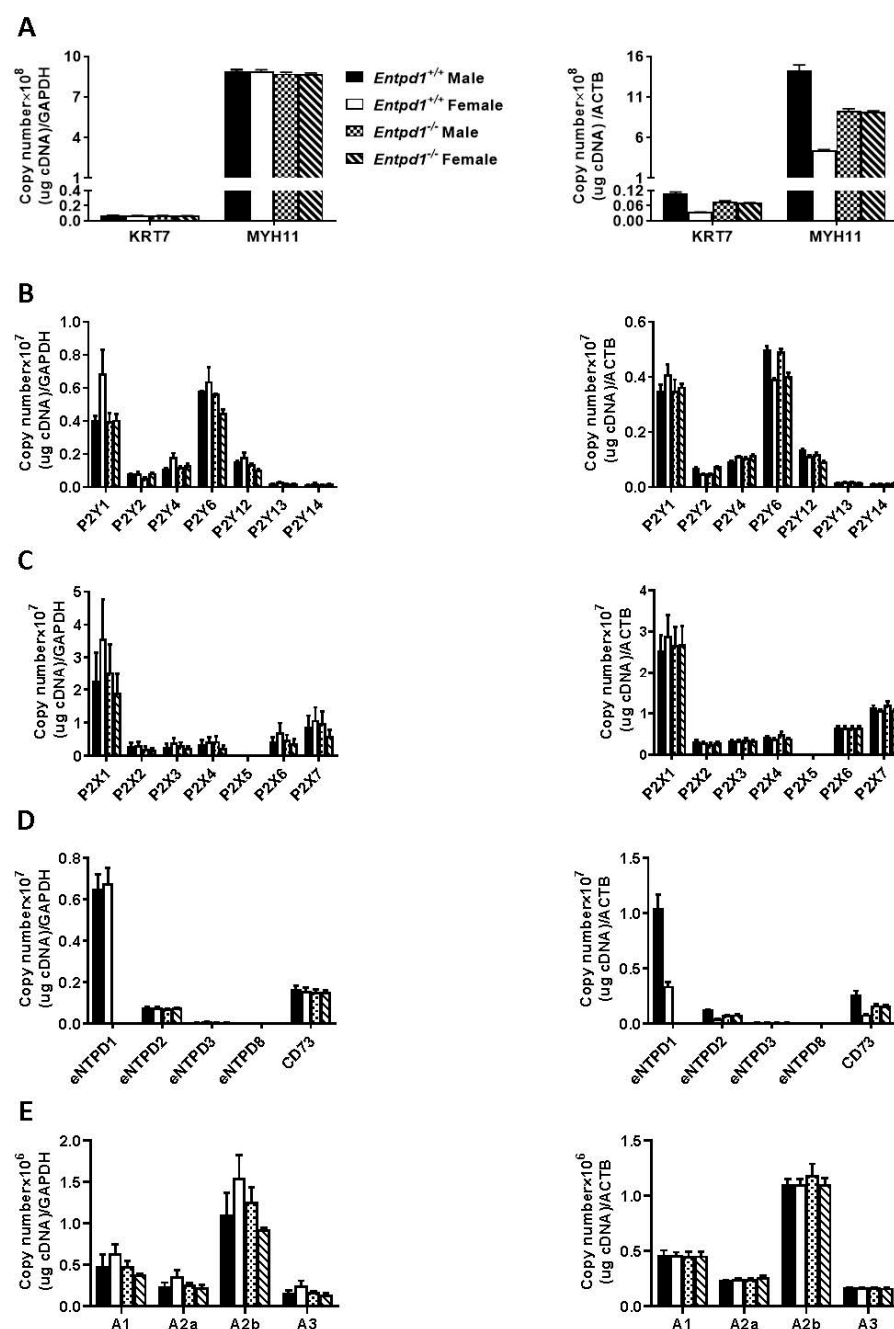 A
Copy number×10⁸
(ug cDNA)/GAPDH
10
7
4
1
0.4
0.2
0.0
KRT7 MYH11
Entpd1+/+ Male
Entpd1+/+ Female
Entpd1-/- Male
Entpd1-/- Female
Copy number×10⁸
(ug cDNA) /ACTB
16
11
6
1
0.12
0.06
0.00
KRT7 MYH11
B
Copy number×10⁷
(ug cDNA)/GAPDH
1.0
0.8
0.6
0.4
0.2
0.0
P2Y1 P2Y2 P2Y4 P2Y6 P2Y12 P2Y13 P2Y14
Copy number×10⁷
(ug cDNA)/ACTB
0.6
0.4
0.2
0.0
P2Y1 P2Y2 P2Y4 P2Y6 P2Y12 P2Y13 P2Y14
C
Copy number×10⁷
(ug cDNA)/GAPDH
5
4
3
2
1
0
P2X1 P2X2 P2X3 P2X4 P2X5 P2X6 P2X7
Copy number×10⁷
(ug cDNA)/ACTB
4
3
2
1
0
P2X1 P2X2 P2X3 P2X4 P2X5 P2X6 P2X7
D
Copy number×10⁷
(ug cDNA)/GAPDH
0.8
0.6
0.4
0.2
0.0
eNTPD1 eNTPD2 eNTPD3 eNTPD8 CD73
Copy number×10⁷
(ug cDNA)/ACTB
1.5
1.0
0.5
0.0
eNTPD1 eNTPD2 eNTPD3 eNTPD8 CD73
E
Copy number×10⁶
(ug cDNA)/GAPDH
2.0
1.5
1.0
0.5
0.0
A1 A2a A2b A3
Copy number×10⁶
(ug cDNA)/ACTB
1.5
1.0
0.5
0.0
A1 A2a A2b A3